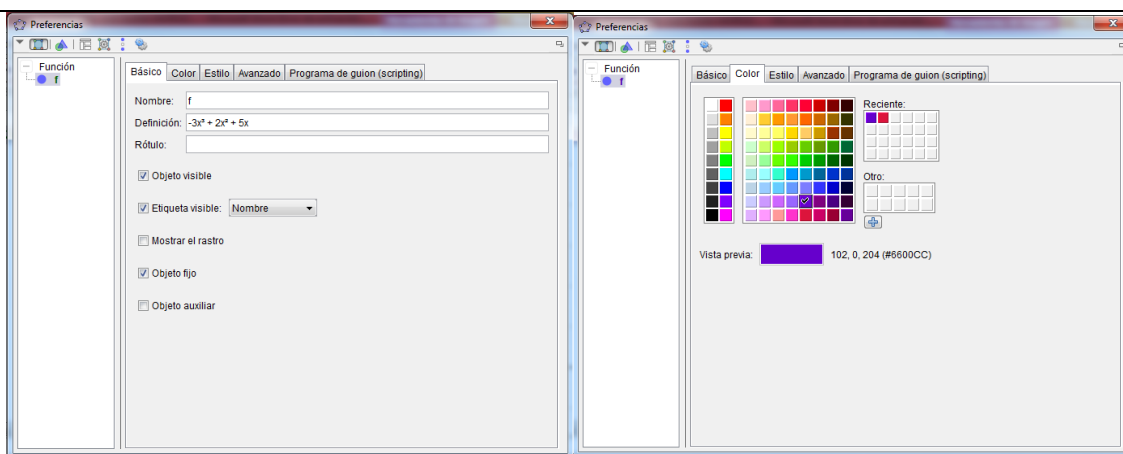 Preferencias
Función
f
Básico Color Estilo Avanzado Programa de guion (scripting)
Nombre: f
Definición: -3x³ + 2x² + 5x
Rótulo:
Objeto visible
Etiqueta visible: Nombre
Mostrar el rastro
Objeto fijo
Objeto auxiliar
Preferencias
Función
f
Básico Color Estilo Avanzado Programa de guion (scripting)
Reciente:
Otro:
Vista previa: 102, 0, 204 (#6600CC)